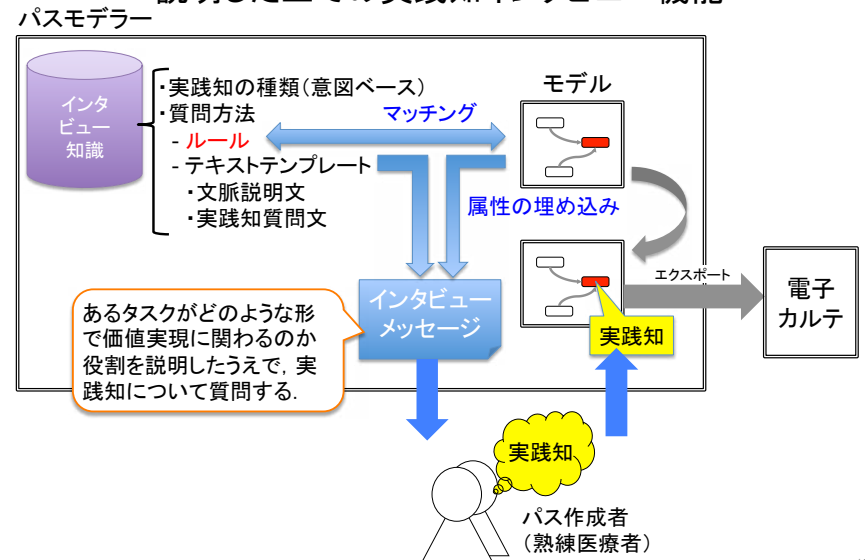 パスモデラー
インタ
ビュー
知識
・実践知の種類(意図ベース)
・質問方法
- ルール
- テキストテンプレート
・文脈説明文
・実践知質問文
マッチング
モデル
属性の埋め込み
エクスポート
電子
カルテ
インタビュー
メッセージ
実践知
あるタスクがどのような形
で価値実現に関わるのか
役割を説明したうえで, 実
践知について質問する.
実践知
パス作成者
(熟練医療者)